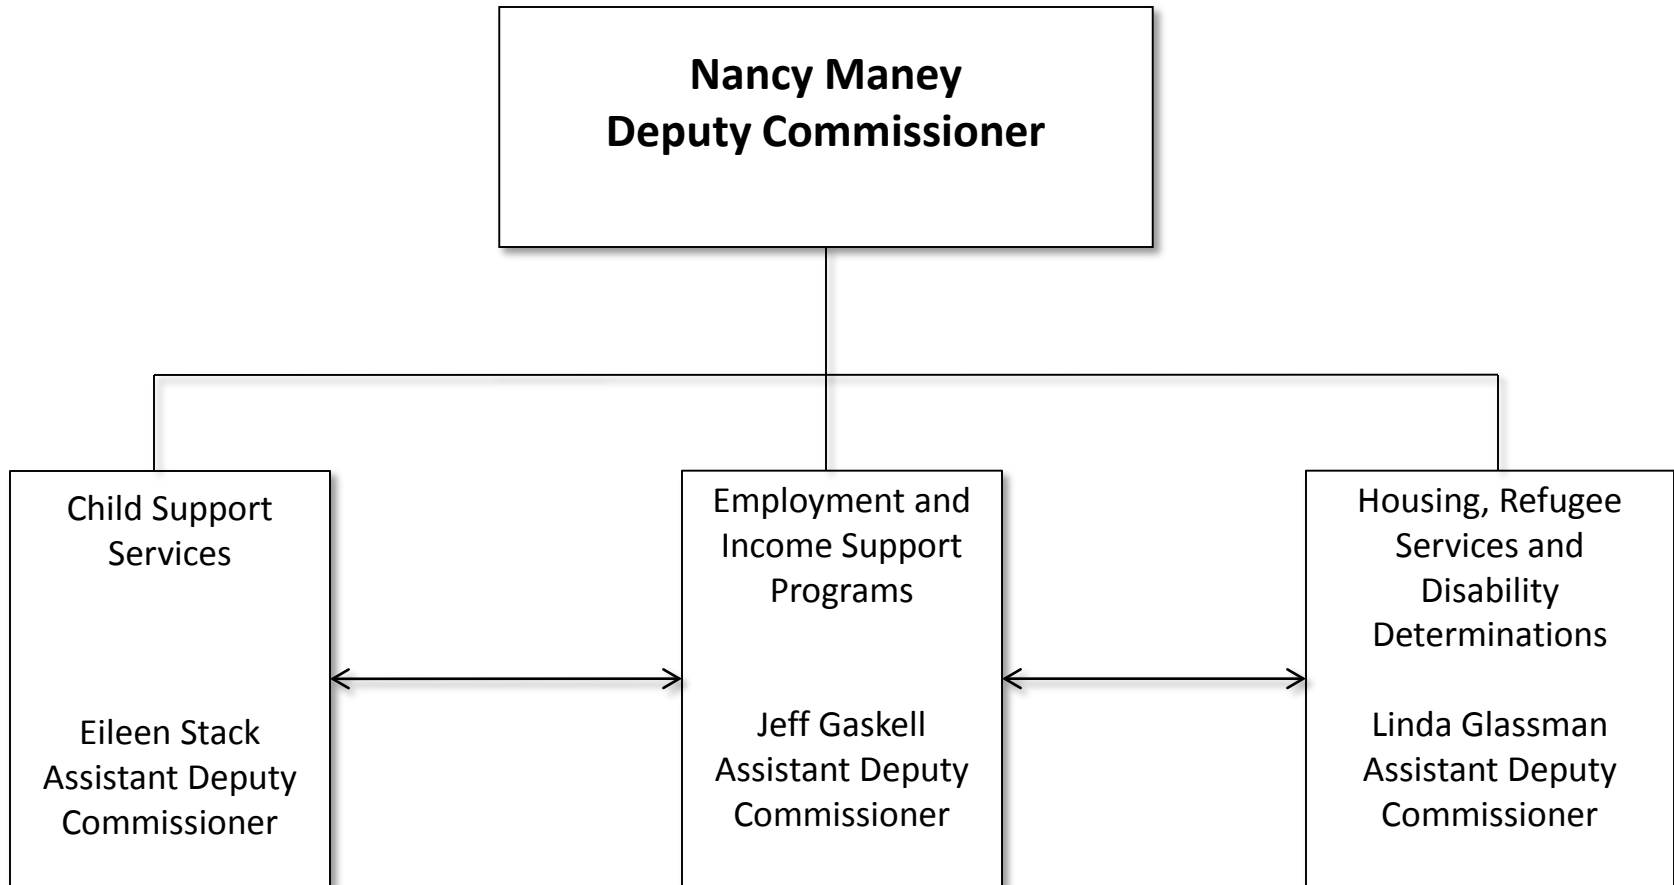 Nancy Maney
Deputy Commissioner
Child Support
Services
Eileen Stack
Assistant Deputy
Commissioner
Employment and
Income Support
Programs
Jeff Gaskell
Assistant Deputy
Commissioner
Housing, Refugee
Services and
Disability
Determinations
Linda Glassman
Assistant Deputy
Commissioner